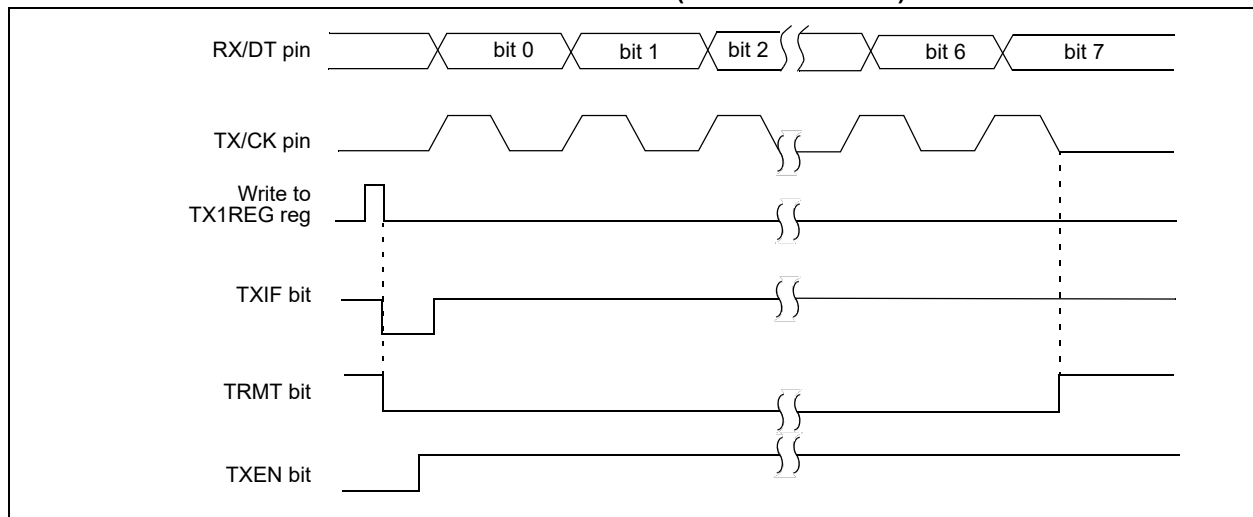 RX/DT pin
bit 0
bit 1
bit 2
bit 6
bit 7
TX/CK pin
Write to
TX1REG reg
TXIF bit
TRMT bit
TXEN bit